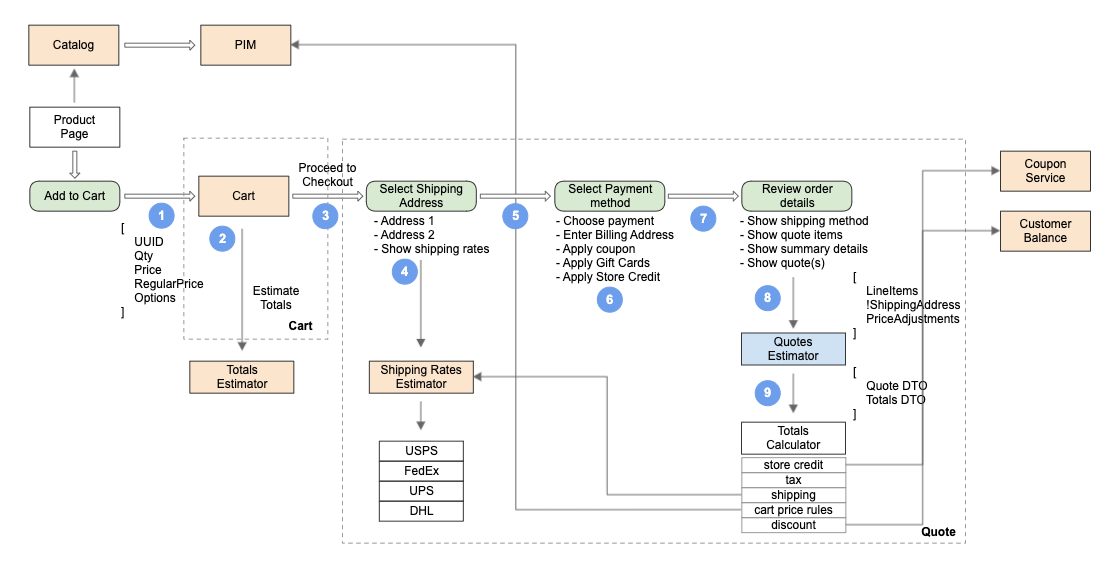 Catalog
PIM
Product
Page
Add to Cart
1
[
UUID
Qty
Price
RegularPrice
Options
]
Cart
2
Estimate
Totals
Cart
Totals
Estimator
Proceed to
Checkout
3
Select Shipping
Address
- Address 1
- Address 2
- Show shipping rates
4
Shipping Rates
Estimator
USPS
FedEx
UPS
DHL
5
Select Payment
method
- Choose payment
- Enter Billing Address
- Apply coupon
- Apply Gift Cards
- Apply Store Credit
6
7
Review order
details
- Show shipping method
- Show quote items
- Show summary details
- Show quote(s)
8
[
LineItems
!ShippingAddress
PriceAdjustments
]
Quotes
Estimator
9
[
Quote DTO
Totals DTO
]
Totals
Calculator
store credit
tax
shipping
cart price rules
discount
Quote
Coupon
Service
Customer
Balance